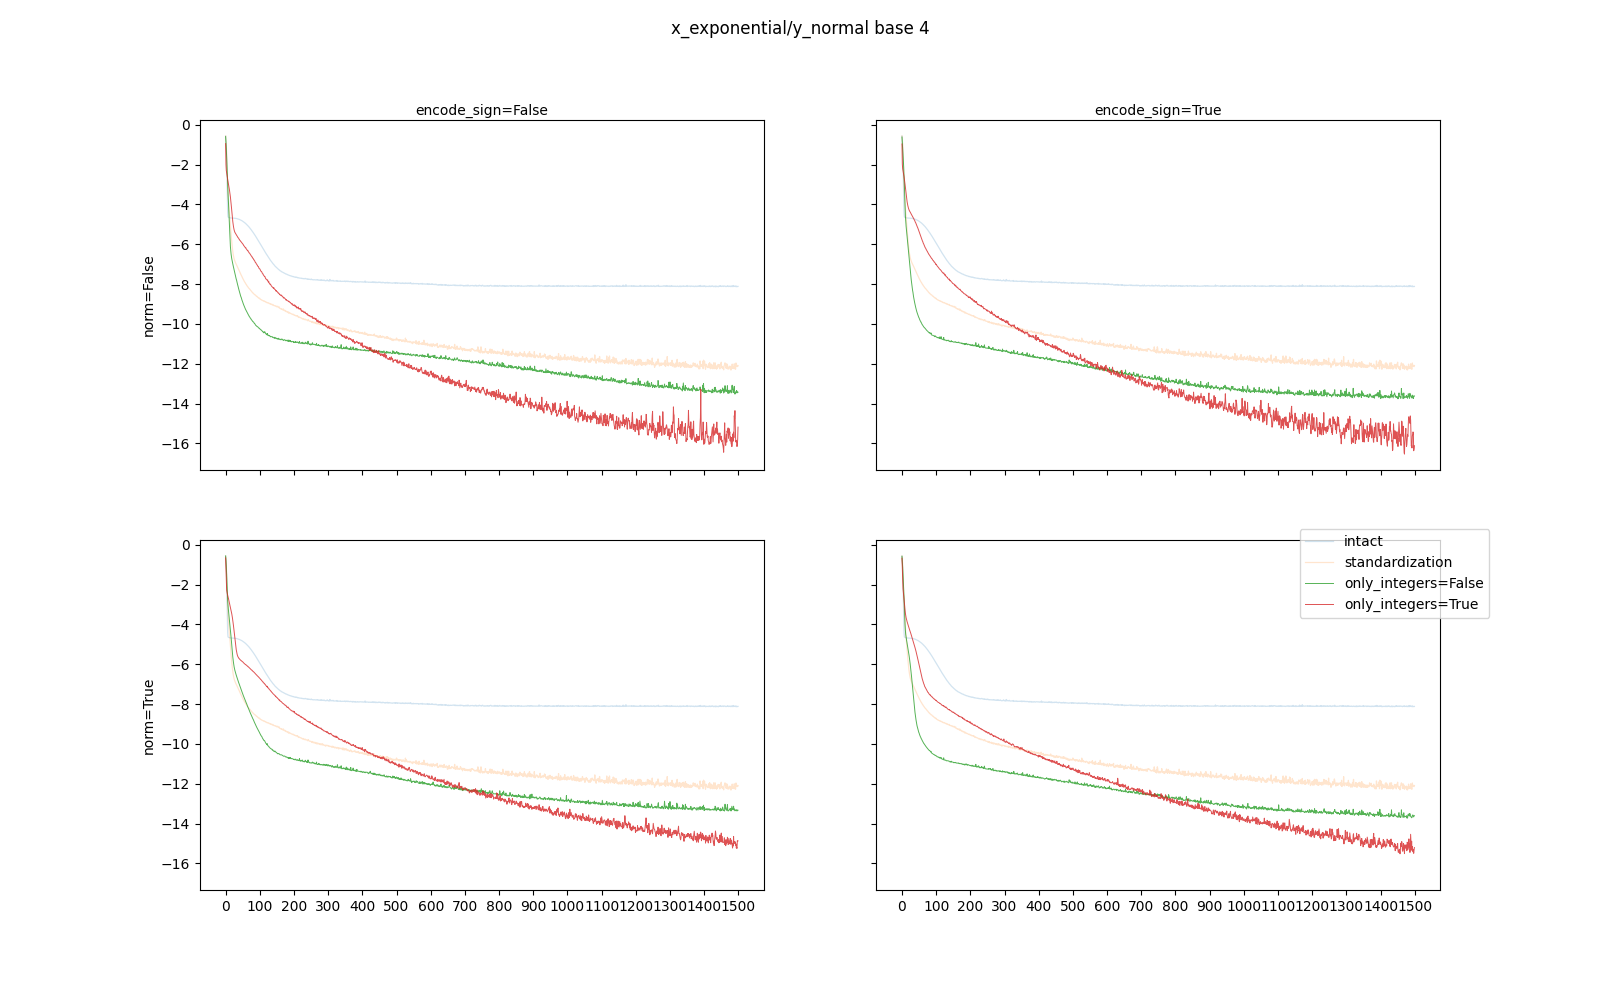 x_exponential/y_normal base 4
encode_sign=False
encode_sign=True
norm=False
0
−2
−4
−6
−8
−10
−12
−14
−16
norm=True
0
−2
−4
−6
−8
−10
−12
−14
−16
intact
standardization
only_integers=False
only_integers=True
0 100 200 300 400 500 600 700 800 900 1000 1100 1200 1300 1400 1500
0 100 200 300 400 500 600 700 800 900 1000 1100 1200 1300 1400 1500